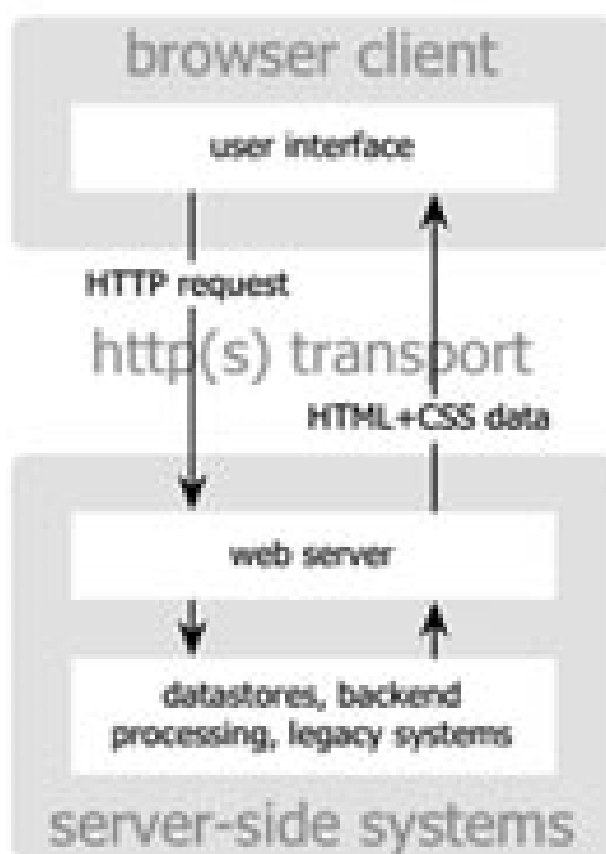 browser client
user interface
HTTP request
http(s) transport
HTML+CSS data
web server
datastores, backend
processing, legacy systems
server-side systems